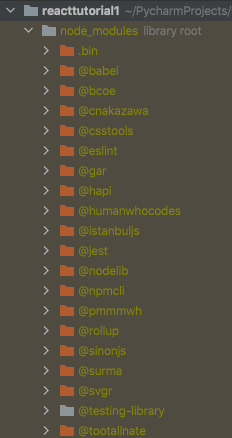 reacttutorial1 ~/PycharmProjects/
node_modules library root
.bin
@babel
@bcoe
@cnakazawa
@csstools
@eslint
@gar
@hapi
@humanwhocodes
@istanbuljs
@jest
@nodelib
@npmcli
@pmmmwh
@rollup
@sinonjs
@surma
@svgr
@testing-library
@tootallnate